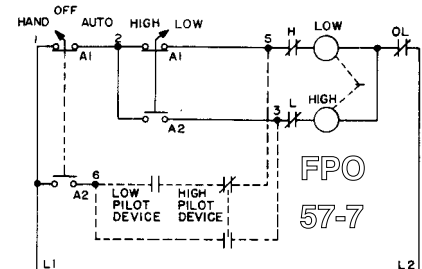 OFF
HAND AUTO HIGH LOW
1 2 5 H LOW OL
A1 A1
HIGH
3 L
A2
6
A2
LOW PILOT DEVICE
HIGH PILOT DEVICE
FPO
57-7
L1 L2